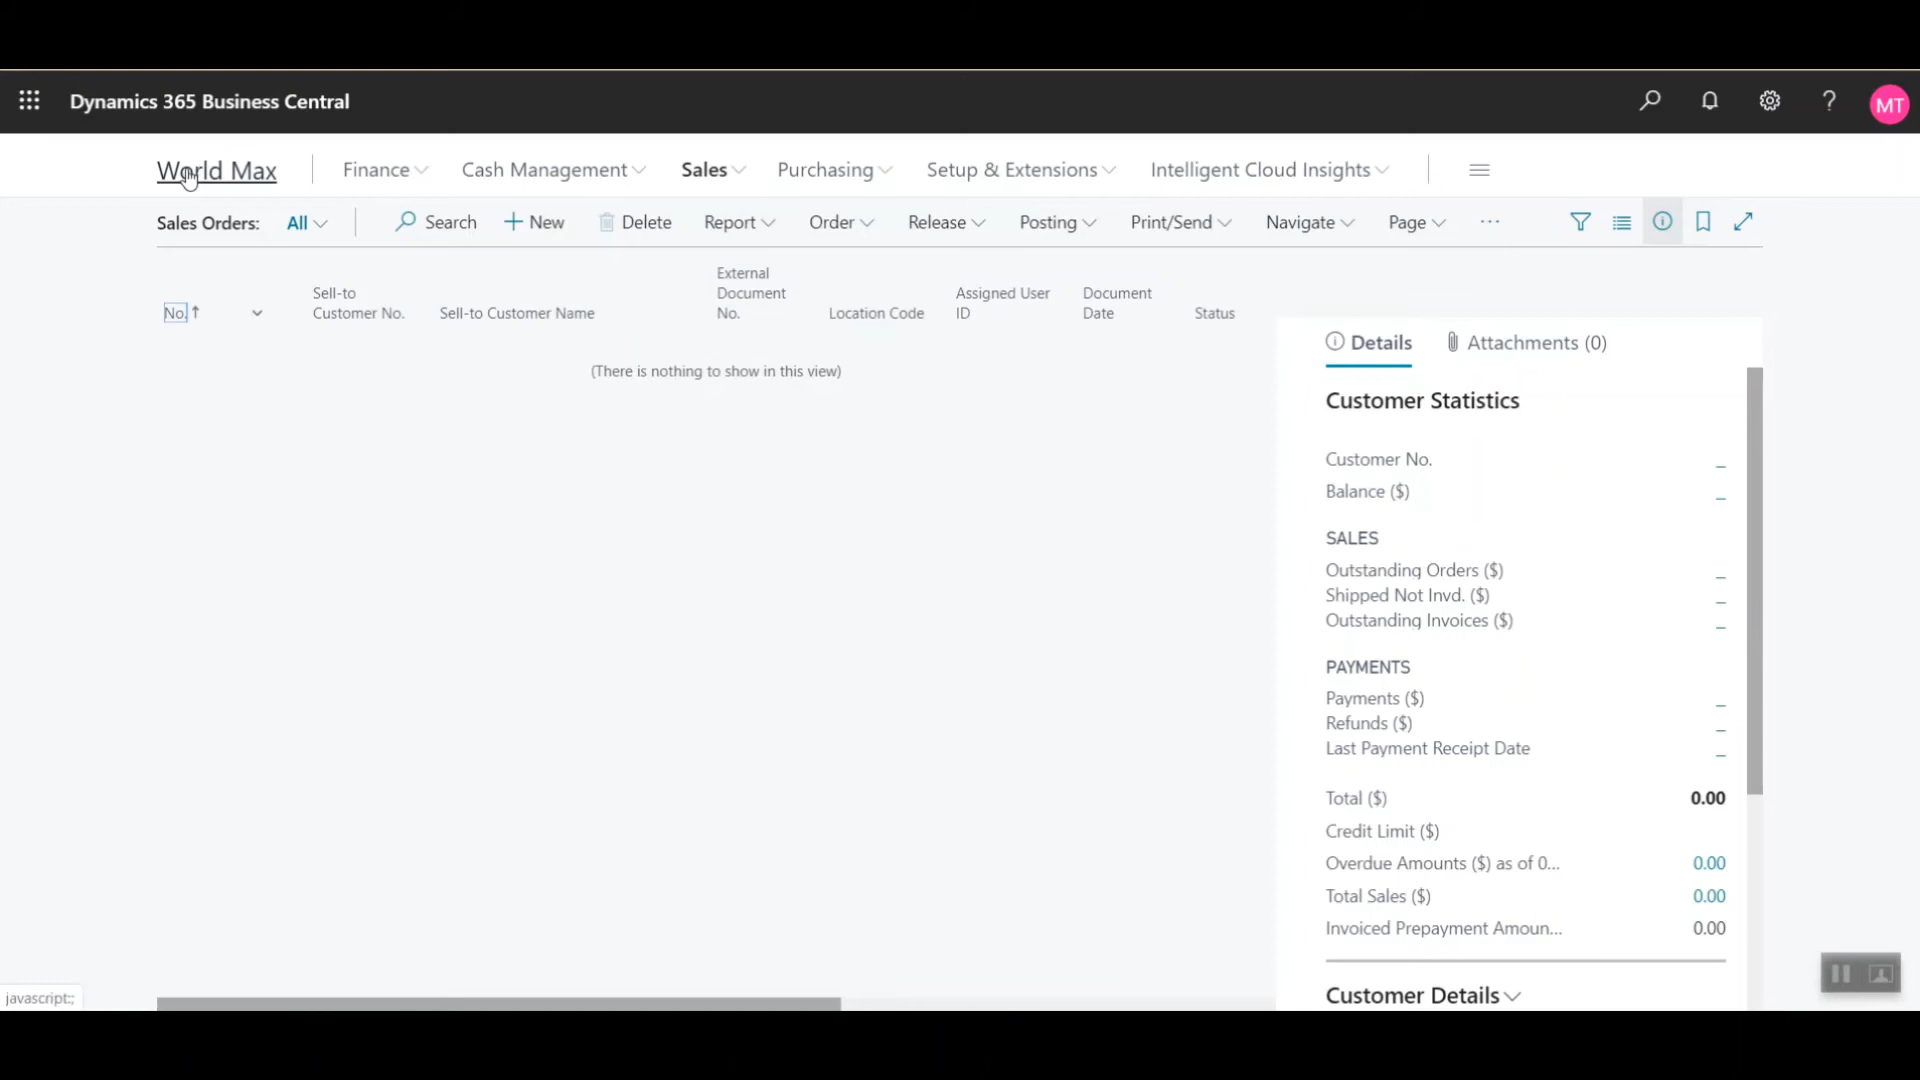 Dynamics 365 Business Central
?
MT
World Max
Finance
Cash Management
Sales
Purchasing
Setup & Extensions
Intelligent Cloud Insights
Sales Orders:
All
Search
+ New
Delete
Report
Order
Release
Posting
Print/Send
Navigate
Page
...
No. ↑
Sell-to
Customer No.
Sell-to Customer Name
External
Document
No.
Location Code
Assigned User
ID
Document
Date
Status
(There is nothing to show in this view)
Details
Attachments (0)
Customer Statistics
Customer No. _
Balance ($) _
SALES
Outstanding Orders ($) _
Shipped Not Invd. ($) _
Outstanding Invoices ($) _
PAYMENTS
Payments ($) _
Refunds ($) _
Last Payment Receipt Date _
Total ($) 0.00
Credit Limit ($)
Overdue Amounts ($) as of 0... 0.00
Total Sales ($) 0.00
Invoiced Prepayment Amoun... 0.00
Customer Details
javascript:;